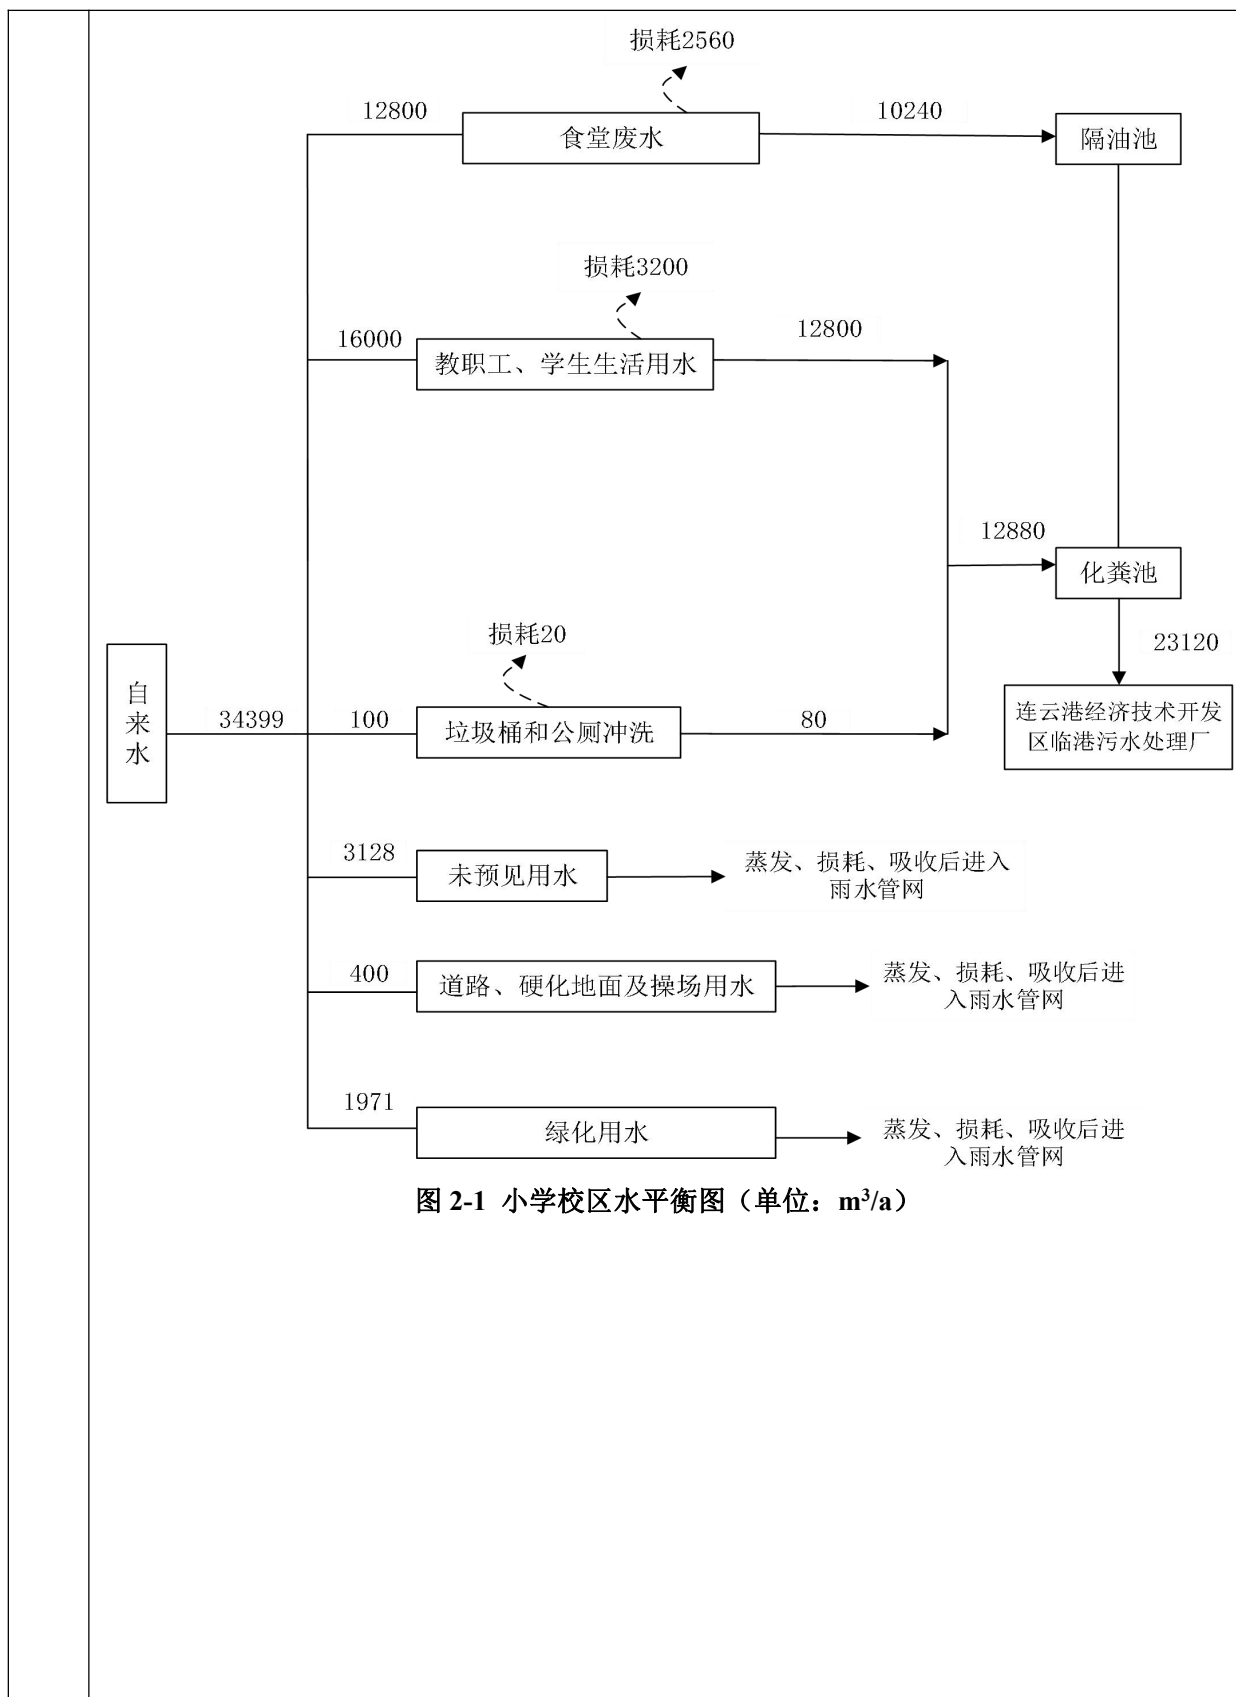 损耗2560
12800
食堂废水
10240
隔油池
损耗3200
16000
教职工、学生生活用水
12800
12880
化粪池
23120
连云港经济技术开发
区临港污水处理厂
损耗20
自来水
34399
100
垃圾桶和公厕冲洗
80
3128
未预见用水
蒸发、损耗、吸收后进入
雨水管网
400
道路、硬化地面及操场用水
蒸发、损耗、吸收后进
入雨水管网
1971
绿化用水
蒸发、损耗、吸收后进
入雨水管网
图 2-1 小学校区水平衡图（单位：m³/a）